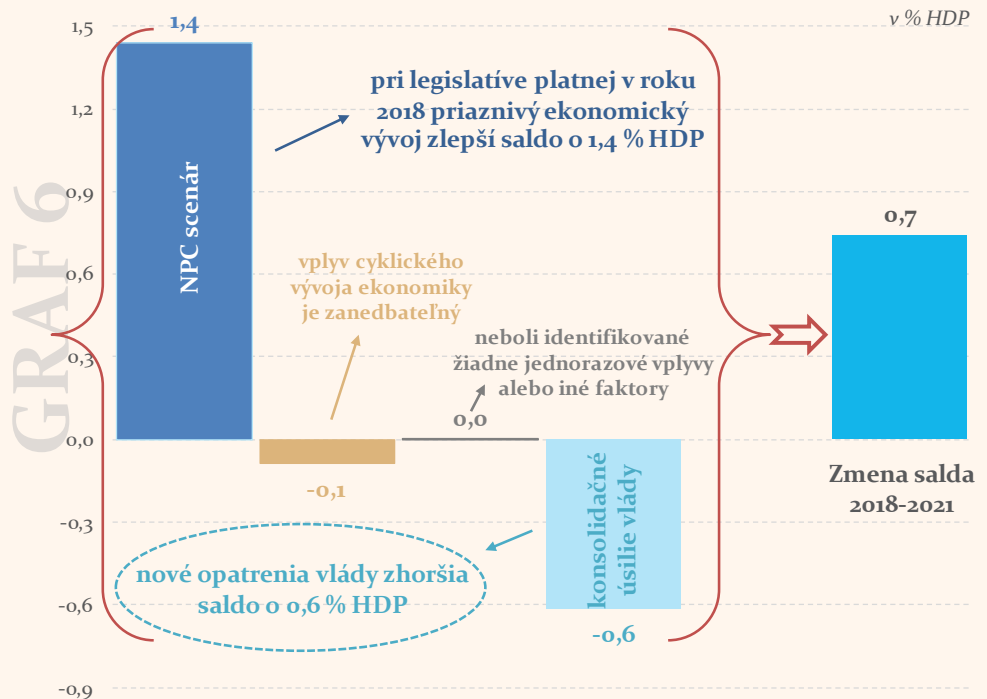 GRAF 6
v % HDP
1,5
1,2
0,9
0,6
0,3
0,0
-0,3
-0,6
-0,9
1,4
NPC scenár
pri legislatíve platnej v roku
2018 priaznivý ekonomický
vývoj zlepší saldo o 1,4 % HDP
vplyv cyklického
vývoja ekonomiky
je zanedbateľný
-0,1
neboli identifikované
žiadne jednorazové vplyvy
alebo iné faktory
0,0
konsolidačné
úsilie vlády
-0,6
nové opatrenia vlády zhoršia
saldo o 0,6 % HDP
0,7
Zmena salda
2018-2021